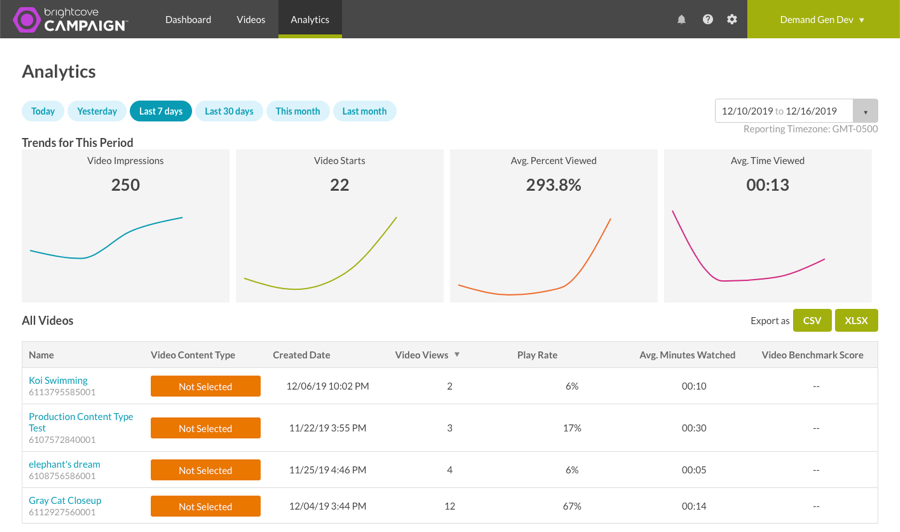 brightcove
CAMPAIGN™
Dashboard Videos Analytics
Demand Gen Dev
Analytics
Today Yesterday Last 7 days Last 30 days This month Last month
12/10/2019 to 12/16/2019
Reporting Timezone: GMT-0500
Trends for This Period
Video Impressions Video Starts Avg. Percent Viewed Avg. Time Viewed
250 22 293.8% 00:13
All Videos
Export as CSV XLSX
Name Video Content Type Created Date Video Views Play Rate Avg. Minutes Watched Video Benchmark Score
Koi Swimming
6113795585001
Not Selected 12/06/19 10:02 PM 2 6% 00:10 --
Production Content Type
Test
6107572840001
Not Selected 11/22/19 3:55 PM 3 17% 00:30 --
elephant's dream
6108756586001
Not Selected 11/25/19 4:46 PM 4 6% 00:05 --
Gray Cat Closeup
6112927560001
Not Selected 12/04/19 3:44 PM 12 67% 00:14 --